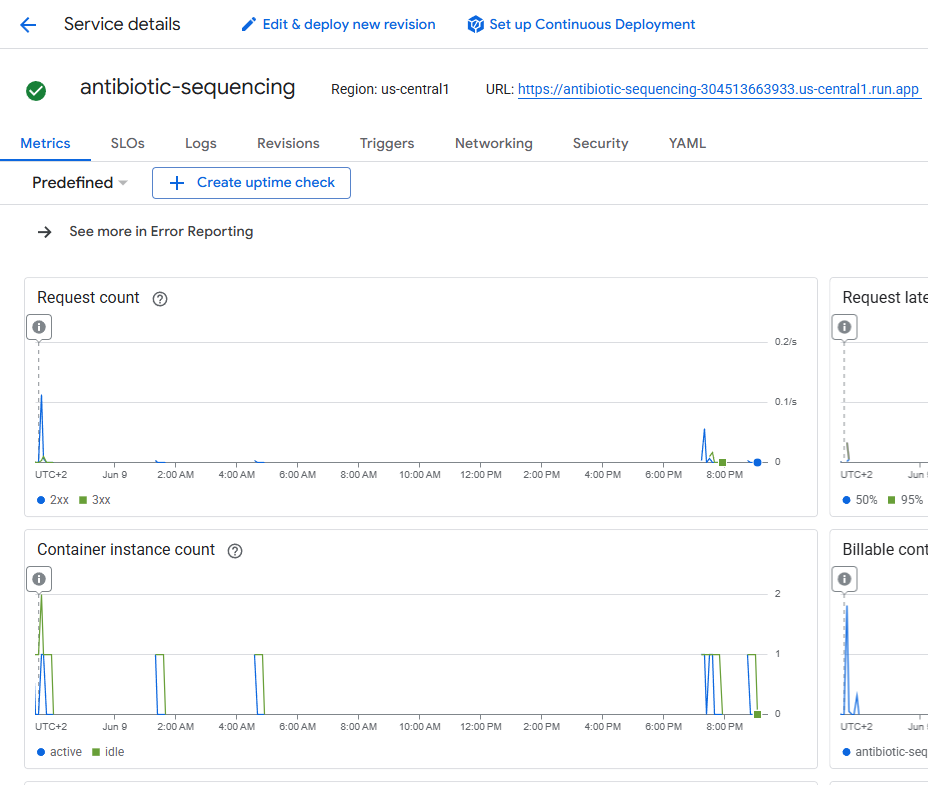 Service details
Edit & deploy new revision
Set up Continuous Deployment
antibiotic-sequencing
Region: us-central1
URL: https://antibiotic-sequencing-304513663933.us-central1.run.app
Metrics
SLOs
Logs
Revisions
Triggers
Networking
Security
YAML
Predefined
Create uptime check
See more in Error Reporting
Request count
0.2/s
0.1/s
0
UTC+2
Jun 9
2:00 AM
4:00 AM
6:00 AM
8:00 AM
10:00 AM
12:00 PM
2:00 PM
4:00 PM
6:00 PM
8:00 PM
2xx
3xx
Request late
UTC+2
Jun
50%
95%
Container instance count
2
1
0
UTC+2
Jun 9
2:00 AM
4:00 AM
6:00 AM
8:00 AM
10:00 AM
12:00 PM
2:00 PM
4:00 PM
6:00 PM
8:00 PM
active
idle
Billable cont
UTC+2
Jun
antibiotic-seq